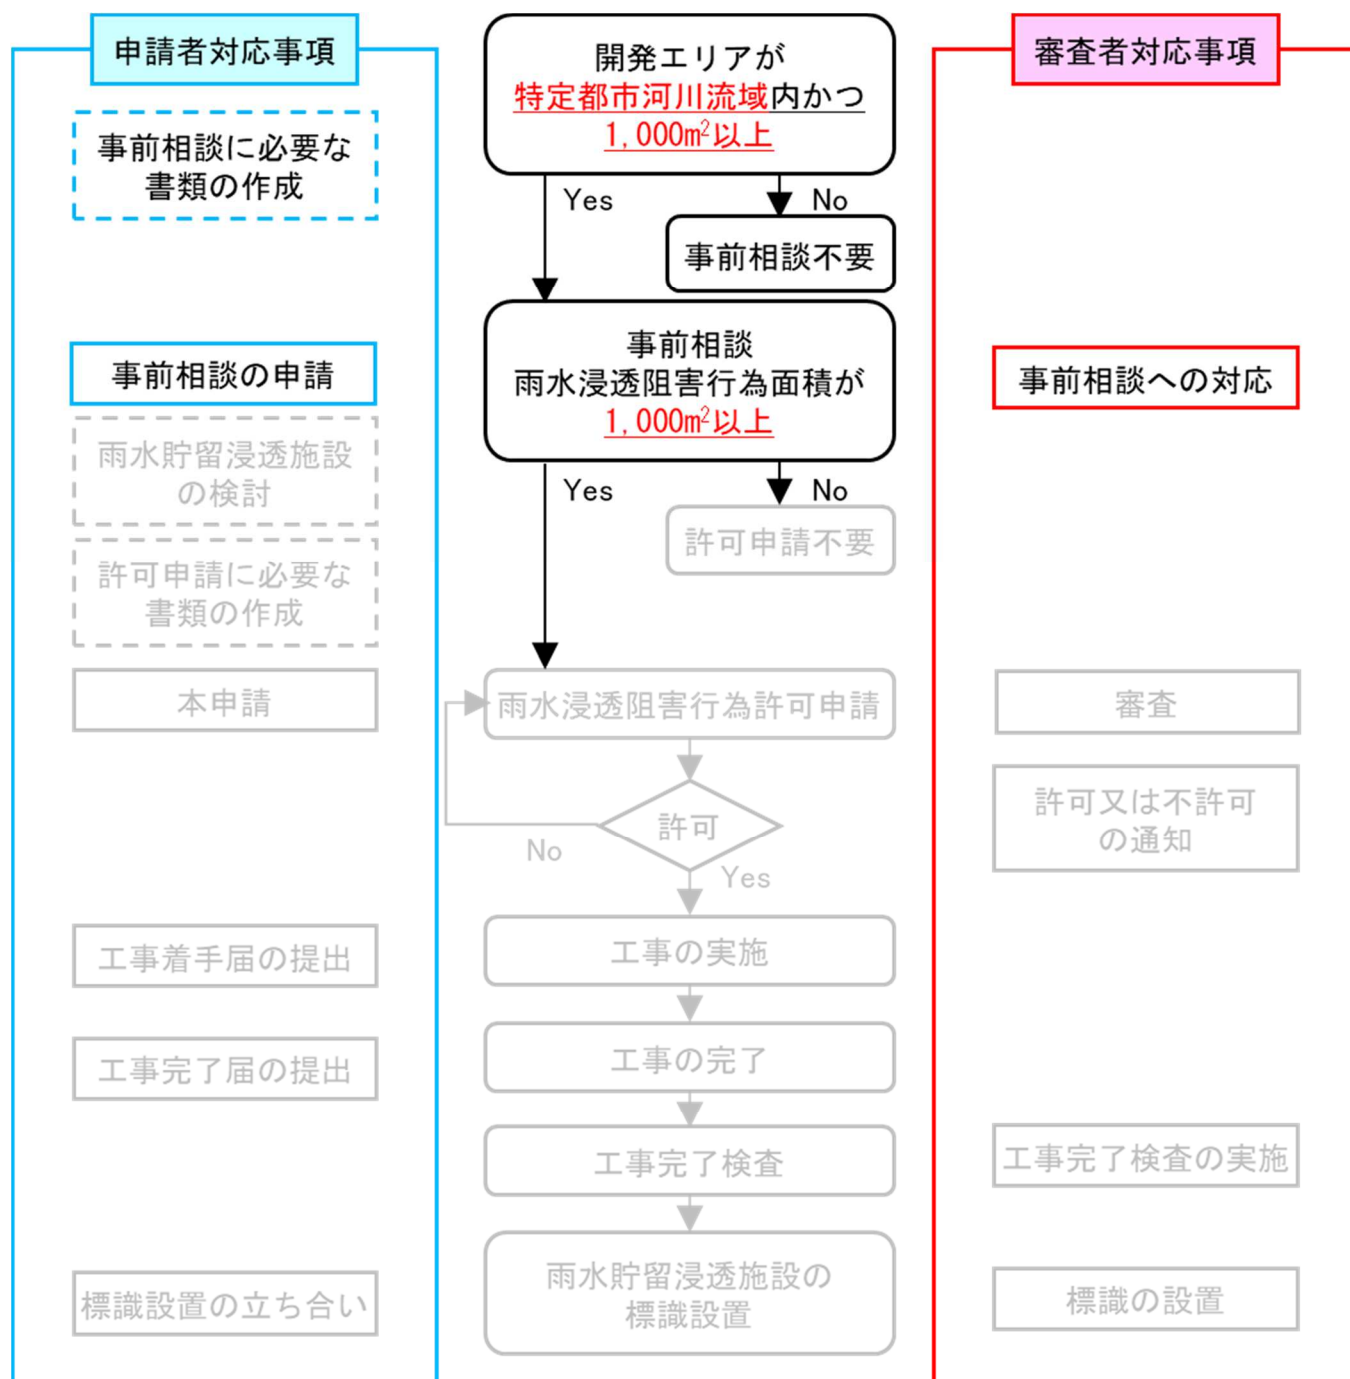 申請者対応事項
事前相談に必要な
書類の作成
事前相談の申請
雨水貯留浸透施設
の検討
許可申請に必要な
書類の作成
本申請
工事着手届の提出
工事完了届の提出
標識設置の立ち合い
開発エリアが
特定都市河川流域内かつ
1,000m²以上
Yes
No
事前相談不要
事前相談
雨水浸透阻害行為面積が
1,000m²以上
Yes
No
許可申請不要
雨水浸透阻害行為許可申請
許可
No
Yes
工事の実施
工事の完了
工事完了検査
雨水貯留浸透施設の
標識設置
審査者対応事項
事前相談への対応
審査
許可又は不許可
の通知
工事完了検査の実施
標識の設置